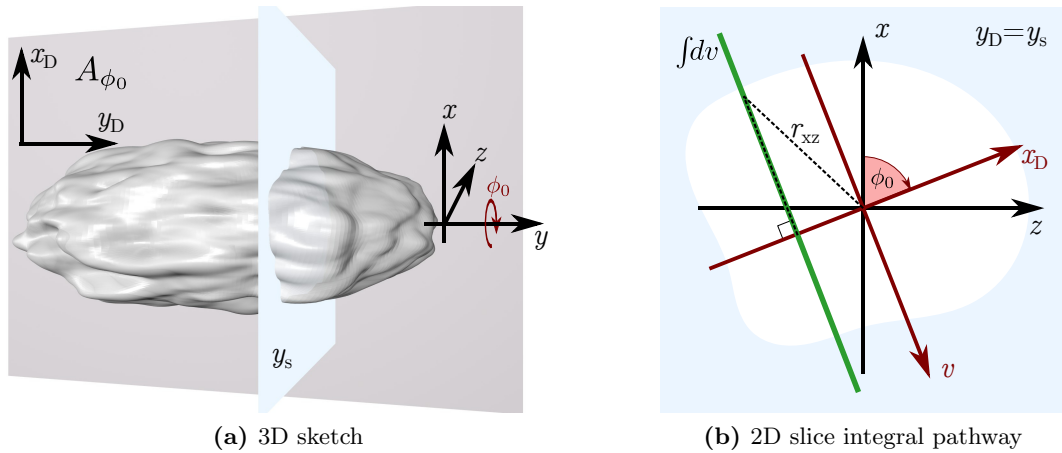 x_D
A_ϕ₀
y_D
x
z
ϕ₀
y
y_s
(a) 3D sketch
x
y_D=y_s
∫dv
r_xz
ϕ₀
x_D
z
v
(b) 2D slice integral pathway